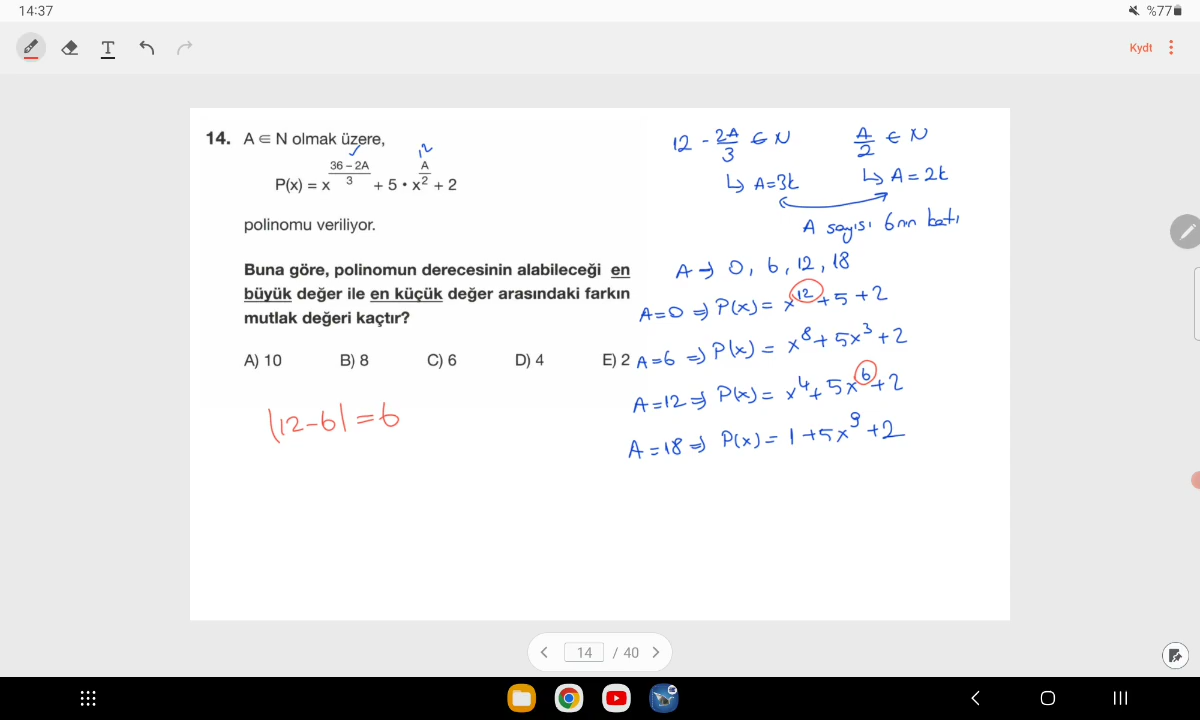 14:37
%77
T
Kydt
14. A ∈ N olmak üzere,
12
P(x) = x^((36 – 2A)/3) + 5 • x^(A/2) + 2
polinomu veriliyor.
Buna göre, polinomun derecesinin alabileceği en
büyük değer ile en küçük değer arasındaki farkın
mutlak değeri kaçtır?
A) 10 B) 8 C) 6 D) 4 E) 2
|12-6| = 6
12 - 2A/3 ∈ N
A/2 ∈ N
↳ A=3k
↳ A=2k
A sayısı 6nın katı
A → 0, 6, 12, 18
A=0 ⇒ P(x) = x^12 + 5 + 2
A=6 ⇒ P(x) = x^8 + 5x^3 + 2
A=12 ⇒ P(x) = x^4 + 5x^6 + 2
A=18 ⇒ P(x) = 1 + 5x^9 + 2
14 / 40